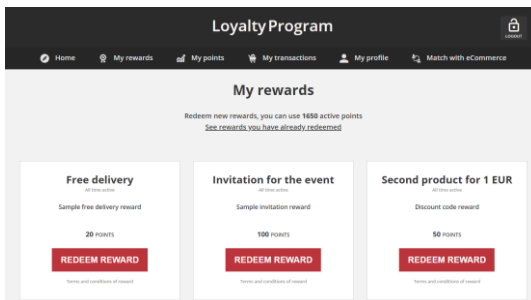 Loyalty Program
LOGOUT
Home My rewards My points My transactions My profile Match with eCommerce
My rewards
Redeem new rewards, you can use 1650 active points
See rewards you have already redeemed
Free delivery Invitation for the event Second product for 1 EUR
All time active All time active All time active
Sample free delivery reward Sample invitation reward Discount code reward
20 POINTS 100 POINTS 50 POINTS
REDEEM REWARD REDEEM REWARD REDEEM REWARD
Terms and conditions of reward Terms and conditions of reward Terms and conditions of reward